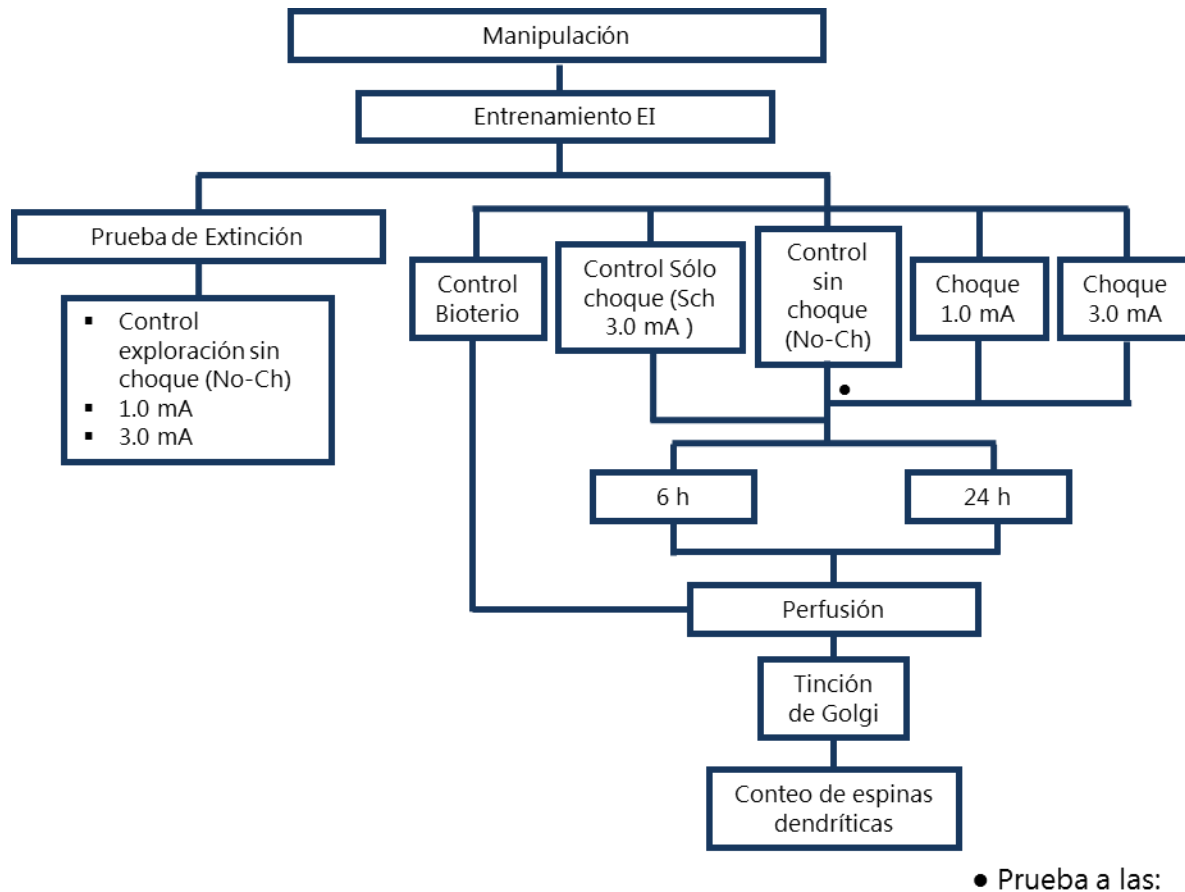 Manipulación
Entrenamiento EI
Prueba de Extinción
▪ Control
exploración sin
choque (No-Ch)
▪ 1.0 mA
▪ 3.0 mA
Control
Bioterio
Control Sólo
choque (Sch
3.0 mA )
Control
sin
choque
(No-Ch)
Choque
1.0 mA
Choque
3.0 mA
●
6 h
24 h
Perfusión
Tinción
de Golgi
Conteo de espinas
dendríticas
● Prueba a las: